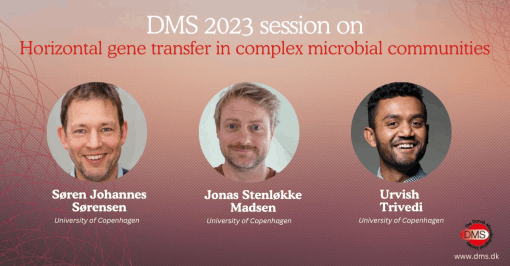 DMS 2023 session on
Horizontal gene transfer in complex microbial communities
Søren Johannes
Sørensen
University of Copenhagen
Jonas Stenløkke
Madsen
University of Copenhagen
Urvish
Trivedi
University of Copenhagen
DMS
www.dms.dk